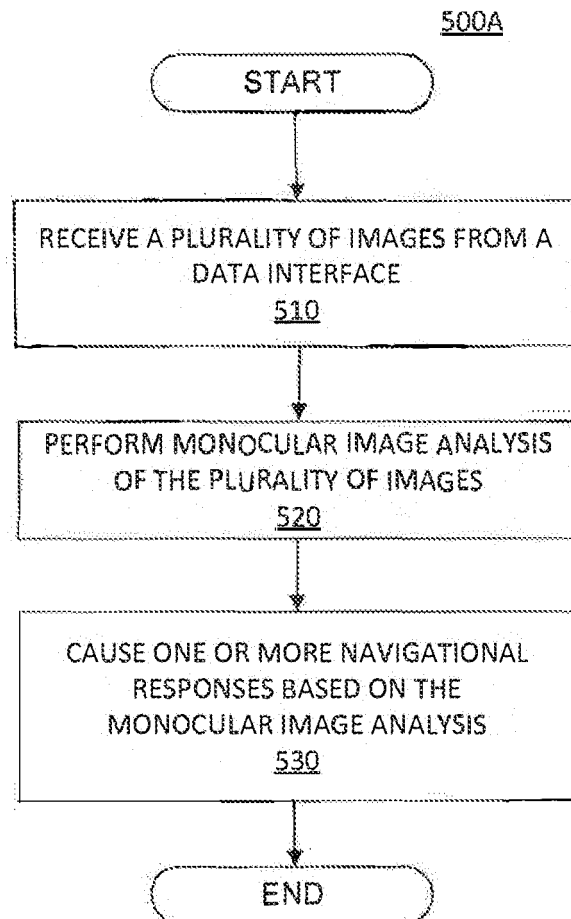 500A
START
RECEIVE A PLURALITY OF IMAGES FROM A
DATA INTERFACE
510
PERFORM MONOCULAR IMAGE ANALYSIS
OF THE PLURALITY OF IMAGES
520
CAUSE ONE OR MORE NAVIGATIONAL
RESPONSES BASED ON THE
MONOCULAR IMAGE ANALYSIS
530
END